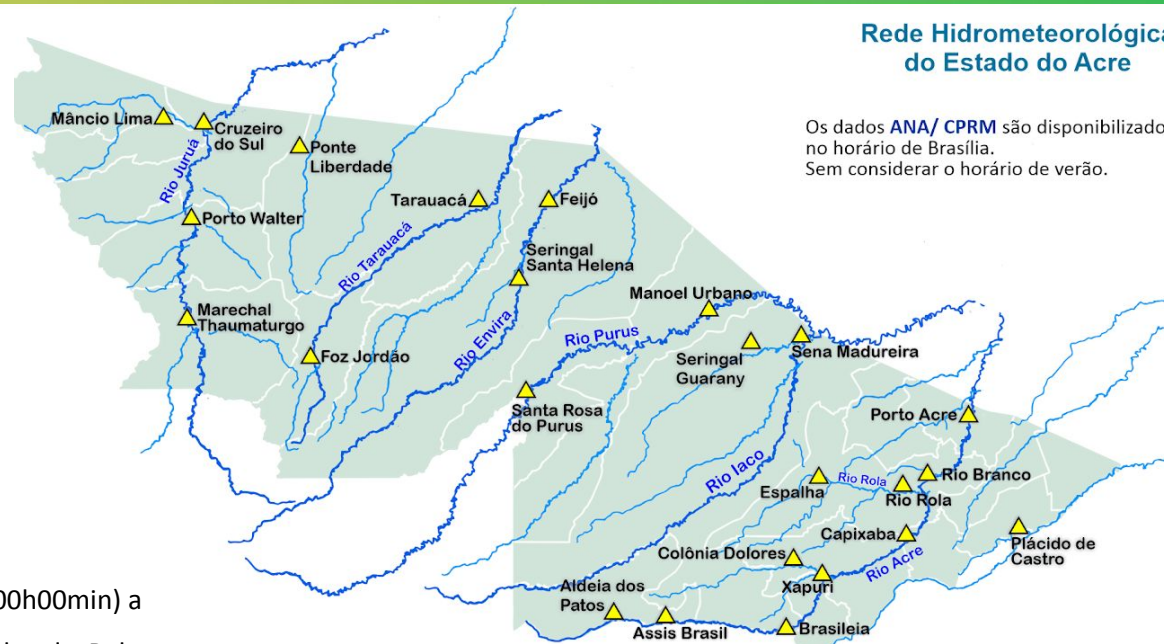 Rede Hidrometeorológica
do Estado do Acre
Os dados ANA/ CPRM são disponibilizado
no horário de Brasília.
Sem considerar o horário de verão.
Mâncio Lima
Cruzeiro
do Sul
Ponte
Liberdade
Rio Juruá
Tarauacá
Feijó
Porto Walter
Rio Tarauacá
Seringal
Santa Helena
Manoel Urbano
Marechal
Thaumaturgo
Rio Envira
Rio Purus
Foz Jordão
Seringal
Guarany
Sena Madureira
Santa Rosa
do Purus
Porto Acre
Rio Iaco
Espalha
Rio Rola
Rio Branco
Rio Rola
Capixaba
Plácido de
Castro
Colônia Dolores
Rio Acre
Xapuri
Aldeia dos
Patos
Assis Brasil
Brasileia
00h00min) a